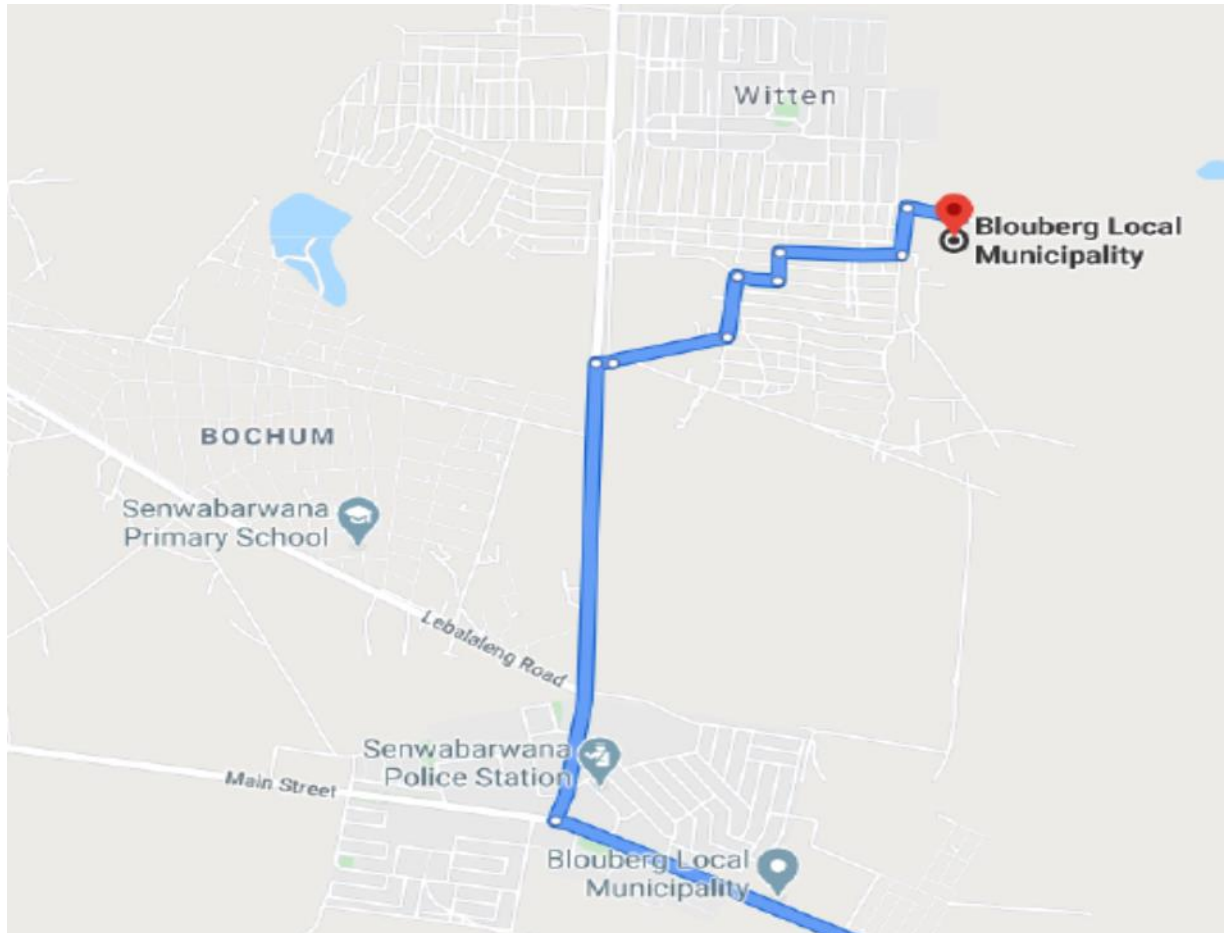 Witten
Blouberg Local
Municipality
BOCHUM
Senwabarwana
Primary School
Lebalaleng Road
Senwabarwana
Police Station
Main Street
Blouberg Local
Municipality